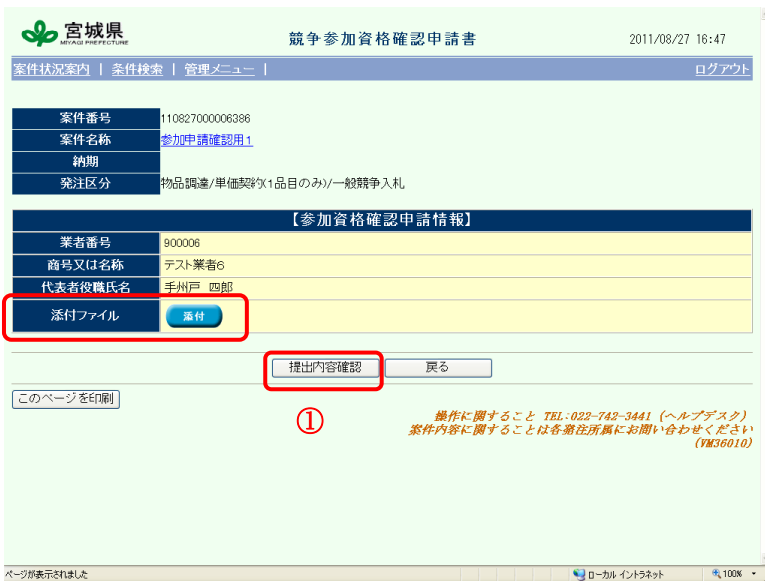 宮城県
MIYAGI PREFECTURE
競争参加資格確認申請書
2011/08/27 16:47
案件状況案内 | 条件検索 | 管理メニュー |
ログアウト
案件番号 110827000006386
案件名称 参加申請確認用1
納期
発注区分 物品調達/単価契約(1品目のみ)/一般競争入札
【参加資格確認申請情報】
業者番号 900006
商号又は名称 テスト業者6
代表者役職氏名 手州戸 四郎
添付ファイル 添付
提出内容確認 戻る
このページを印刷
①
操作に関すること TEL:022-742-3441 (ヘルプデスク)
案件内容に関することは各発注所属にお問い合わせください
(VM36010)
ページが表示されました
ローカル イントラネット
100%